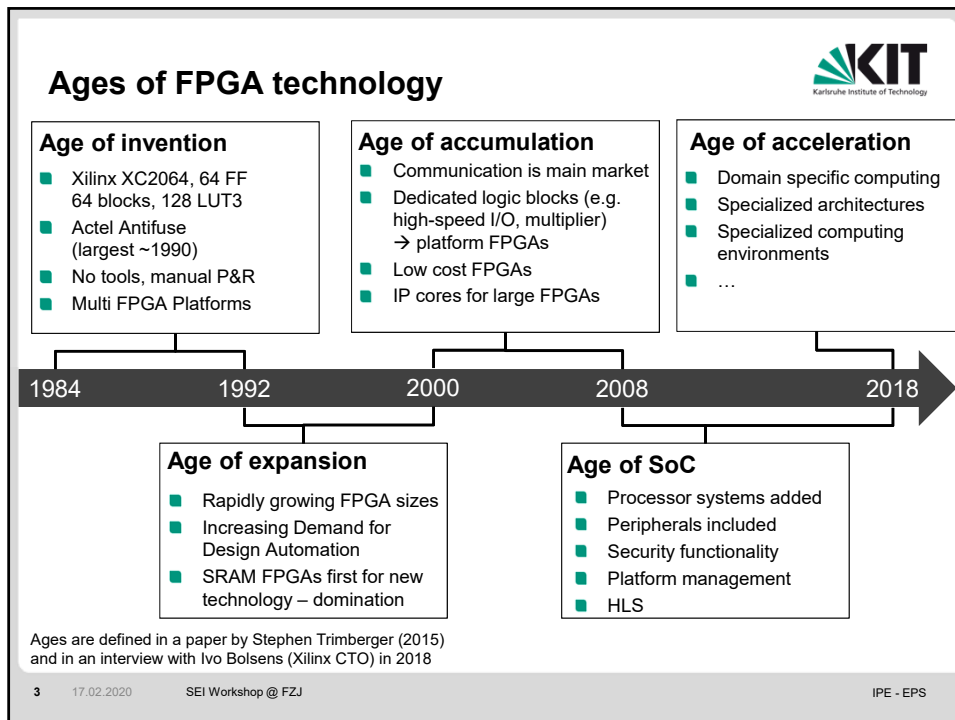 Ages of FPGA technology
KIT
Karlsruhe Institute of Technology
Age of invention
Xilinx XC2064, 64 FF
64 blocks, 128 LUT3
Actel Antifuse
(largest ~1990)
No tools, manual P&R
Multi FPGA Platforms
Age of accumulation
Communication is main market
Dedicated logic blocks (e.g.
high-speed I/O, multiplier)
→ platform FPGAs
Low cost FPGAs
IP cores for large FPGAs
Age of acceleration
Domain specific computing
Specialized architectures
Specialized computing
environments
…
1984 1992 2000 2008 2018
Age of expansion
Rapidly growing FPGA sizes
Increasing Demand for
Design Automation
SRAM FPGAs first for new
technology – domination
Age of SoC
Processor systems added
Peripherals included
Security functionality
Platform management
HLS
Ages are defined in a paper by Stephen Trimberger (2015)
and in an interview with Ivo Bolsens (Xilinx CTO) in 2018
3 17.02.2020 SEI Workshop @ FZJ IPE - EPS